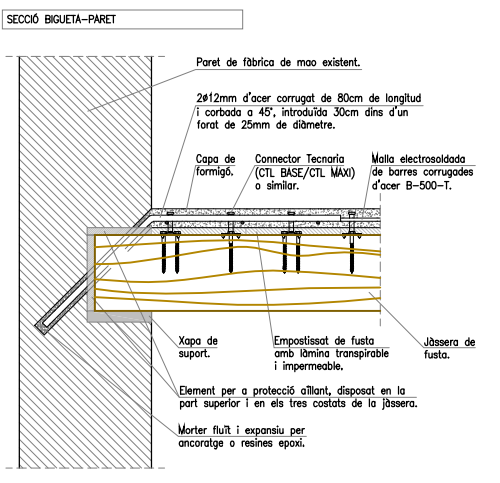 SECCIÓ BIGUETA-PARET
Paret de fàbrica de mao existent.
2ø12mm d'acer corrugat de 80cm de longitud
i corbada a 45°, introduïda 30cm dins d'un
forat de 25mm de diàmetre.
Capa de
formigó.
Connector Tecnaria
(CTL BASE/CTL MAXI)
o similar.
Malla electrosoldada
de barres corrugades
d'acer B-500-T.
Xapa de
suport.
Empostissat de fusta
amb làmina transpirable
i impermeable.
Jàssera de
fusta.
Element per a protecció aïllant, disposat en la
part superior i en els tres costats de la jàssera.
Morter fluït i expansiu per
ancoratge o resines epoxi.